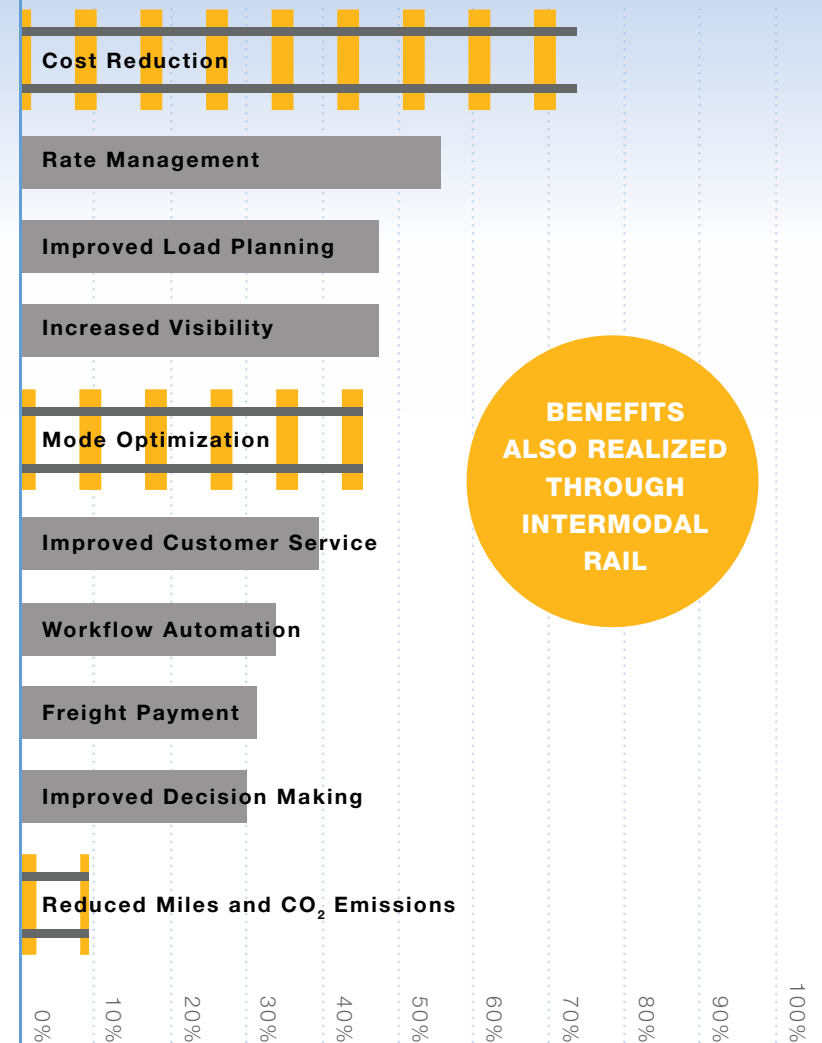 Cost Reduction
Rate Management
Improved Load Planning
Increased Visibility
BENEFITS
ALSO REALIZED
THROUGH
INTERMODAL
RAIL
Mode Optimization
Improved Customer Service
Workflow Automation
Freight Payment
Improved Decision Making
Reduced Miles and CO₂ Emissions
0% 10% 20% 30% 40% 50% 60% 70% 80% 90% 100%